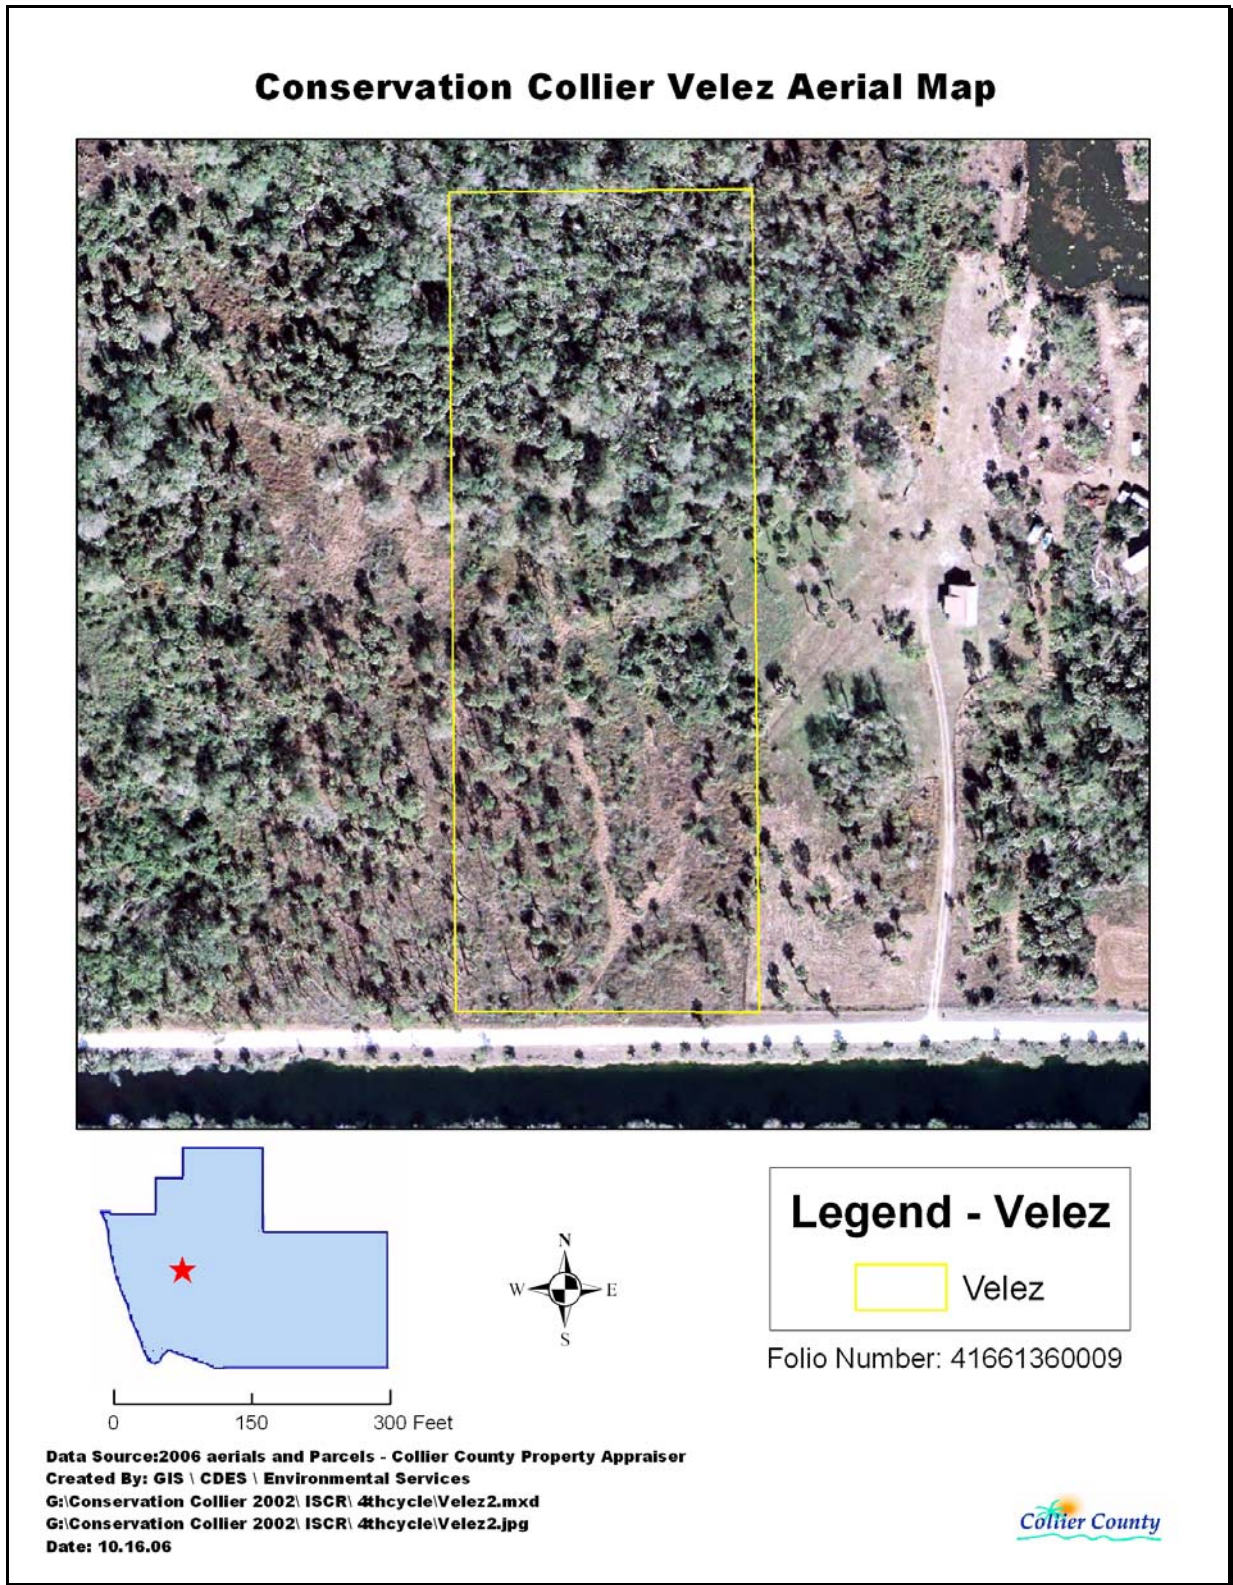 Conservation Collier Velez Aerial Map
N
W E
S
Legend - Velez
Velez
Folio Number: 41661360009
0 150 300 Feet
Data Source:2006 aerials and Parcels - Collier County Property Appraiser
Created By: GIS \ CDES \ Environmental Services
G:\Conservation Collier 2002\ ISCR\ 4thcycle\Velez2.mxd
G:\Conservation Collier 2002\ ISCR\ 4thcycle\Velez2.jpg
Date: 10.16.06
Collier County